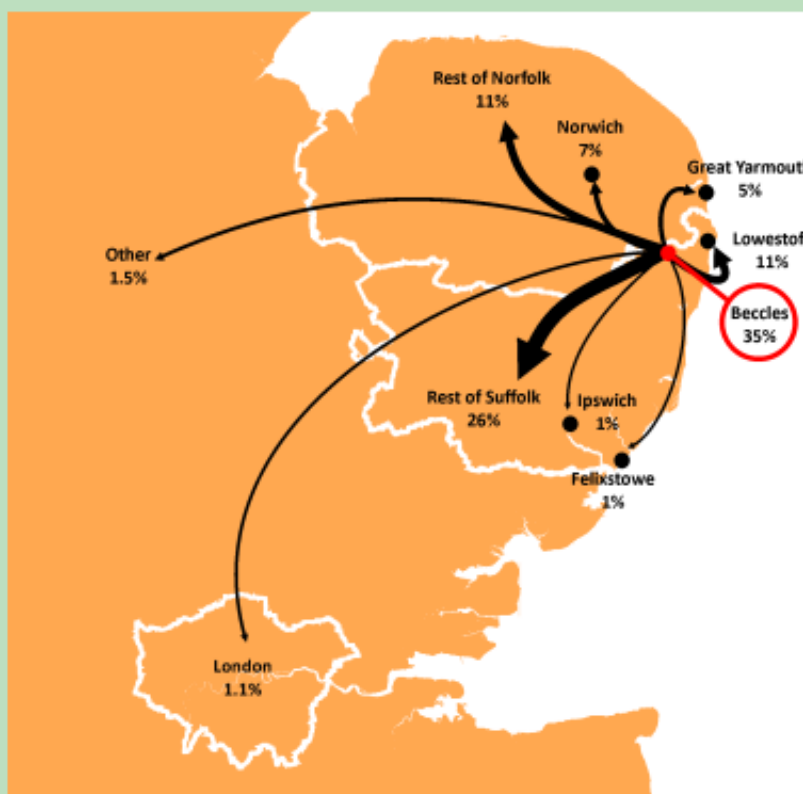 Rest of Norfolk
11%
Norwich
7%
Great Yarmout
5%
Lowestof
11%
Other
1.5%
Beccles
35%
Rest of Suffolk
26%
Ipswich
1%
Felixstowe
1%
London
1.1%